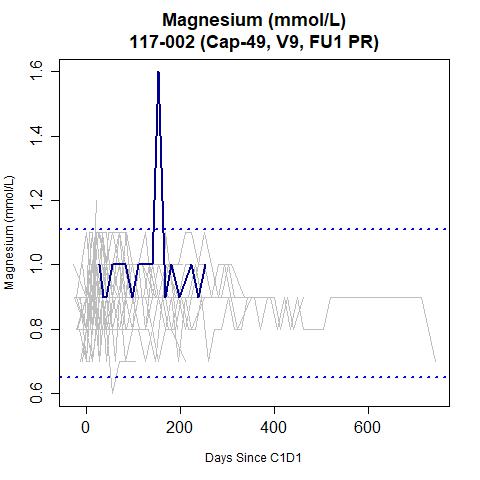 Magnesium (mmol/L)
117-002 (Cap-49, V9, FU1 PR)
Magnesium (mmol/L)
1.6
1.4
1.2
1.0
0.8
0.6
0 200 400 600
Days Since C1D1